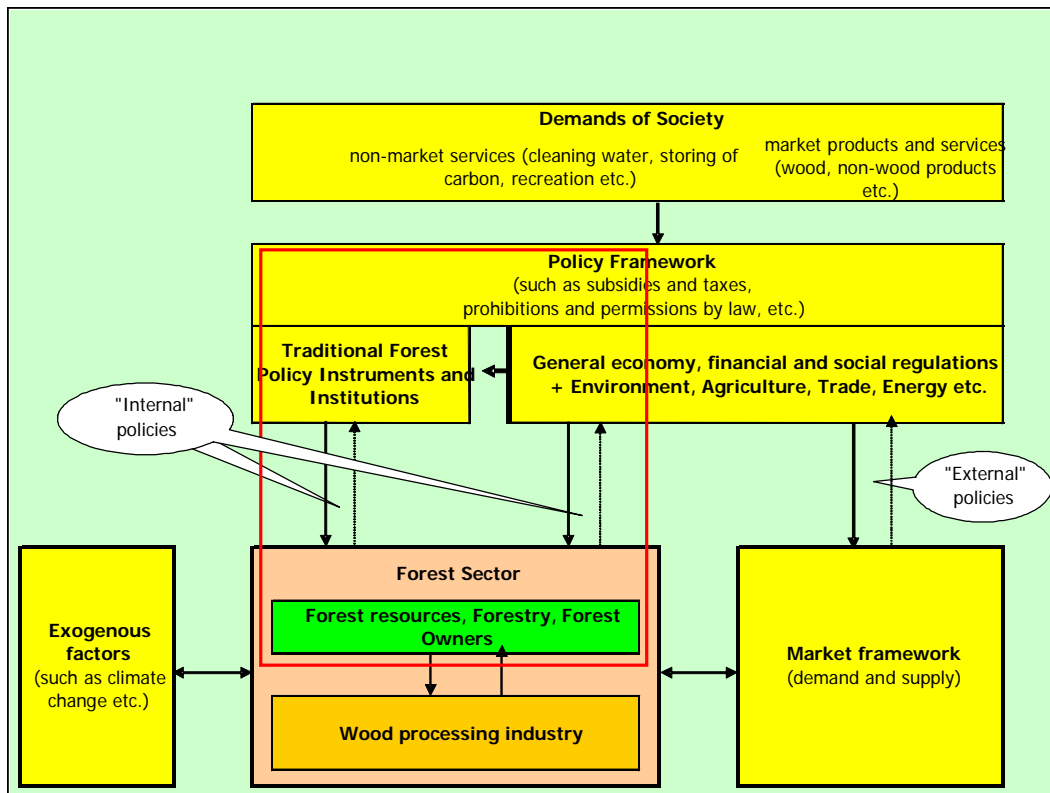 Demands of Society
non-market services (cleaning water, storing of
carbon, recreation etc.)
market products and services
(wood, non-wood products
etc.)
Policy Framework
(such as subsidies and taxes,
prohibitions and permissions by law, etc.)
Traditional Forest
Policy Instruments and
Institutions
General economy, financial and social regulations
+ Environment, Agriculture, Trade, Energy etc.
"Internal"
policies
"External"
policies
Exogenous
factors
(such as climate
change etc.)
Forest Sector
Forest resources, Forestry, Forest
Owners
Wood processing industry
Market framework
(demand and supply)